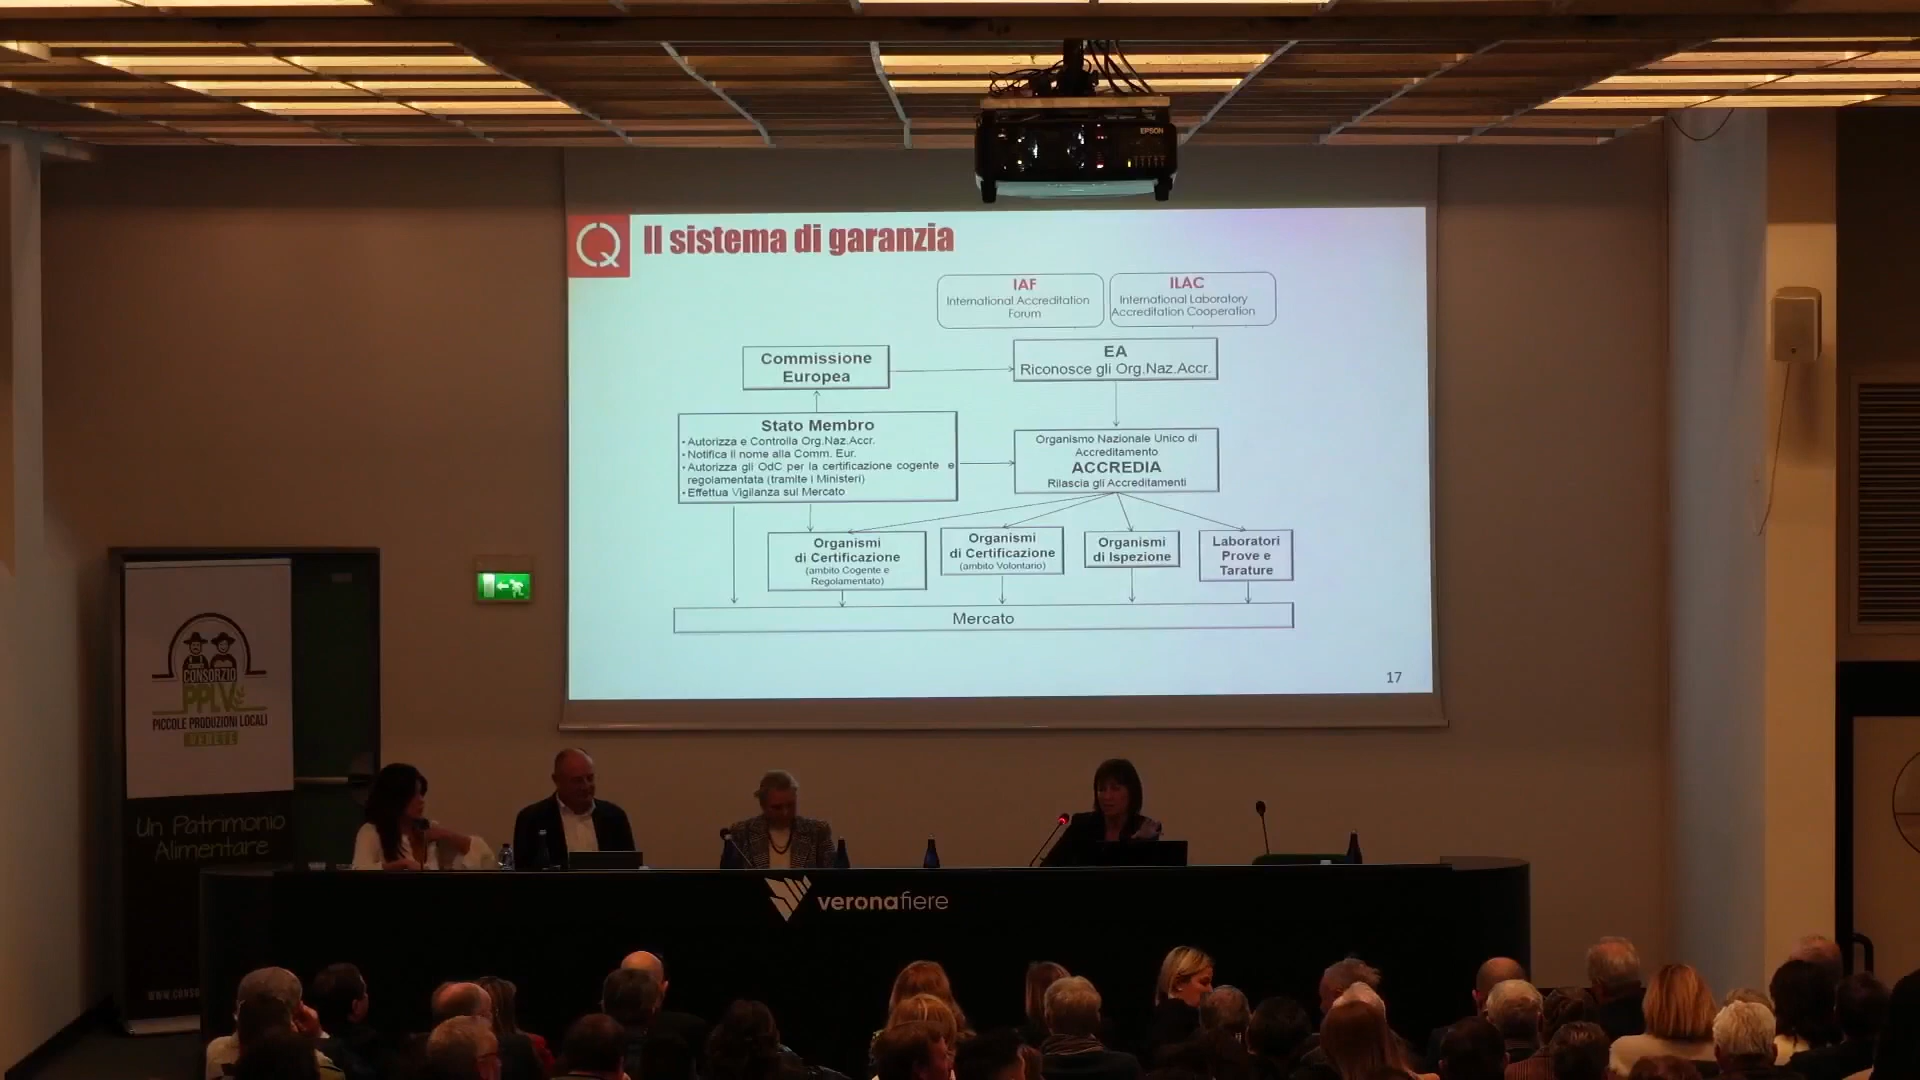 EPSON
Il sistema di garanzia
IAF
International Accreditation
Forum
ILAC
International Laboratory
Accreditation Cooperation
Commissione
Europea
EA
Riconosce gli Org.Naz.Accr.
Stato Membro
• Autorizza e Controlla Org.Naz.Accr.
• Notifica il nome alla Comm. Eur.
• Autorizza gli OdC per la certificazione cogente e
regolamentata (tramite i Ministeri)
• Effettua Vigilanza sul Mercato
Organismo Nazionale Unico di
Accreditamento
ACCREDIA
Rilascia gli Accreditamenti
Organismi
di Certificazione
(ambito Cogente e
Regolamentato)
Organismi
di Certificazione
(ambito Volontario)
Organismi
di Ispezione
Laboratori
Prove e
Tarature
Mercato
17
CONSORZIO
PPLV
PICCOLE PRODUZIONI LOCALI
VENETE
Un Patrimonio
Alimentare
veronafiere